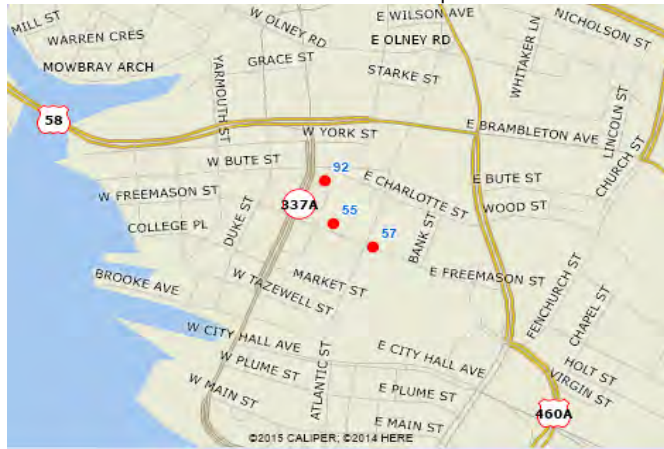 MILL ST
WARREN CRES
MOWBRAY ARCH
W OLNEY RD
GRACE ST
YARMOUTH ST
E WILSON AVE
E OLNEY RD
STARKE ST
WHITAKER LN
NICHOLSON ST
LINCOLN ST
CHURCH ST
58
W YORK ST
E BRAMBLETON AVE
W BUTE ST
92
E CHARLOTTE ST
E BUTE ST
WOOD ST
W FREEMASON ST
337A
55
COLLEGE PL
DUKE ST
57
BANK ST
BROOKE AVE
W TAZEWELL ST
MARKET ST
E FREEMASON ST
FENCHURCH ST
CHAPEL ST
W CITY HALL AVE
E CITY HALL AVE
W PLUME ST
ATLANTIC ST
HOLT ST
VIRGIN ST
W MAIN ST
E PLUME ST
460A
E MAIN ST
©2015 CALIPER; ©2014 HERE